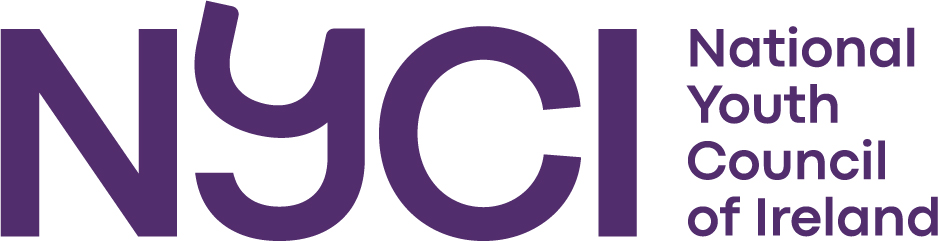 NyCI
National
Youth
Council
of Ireland